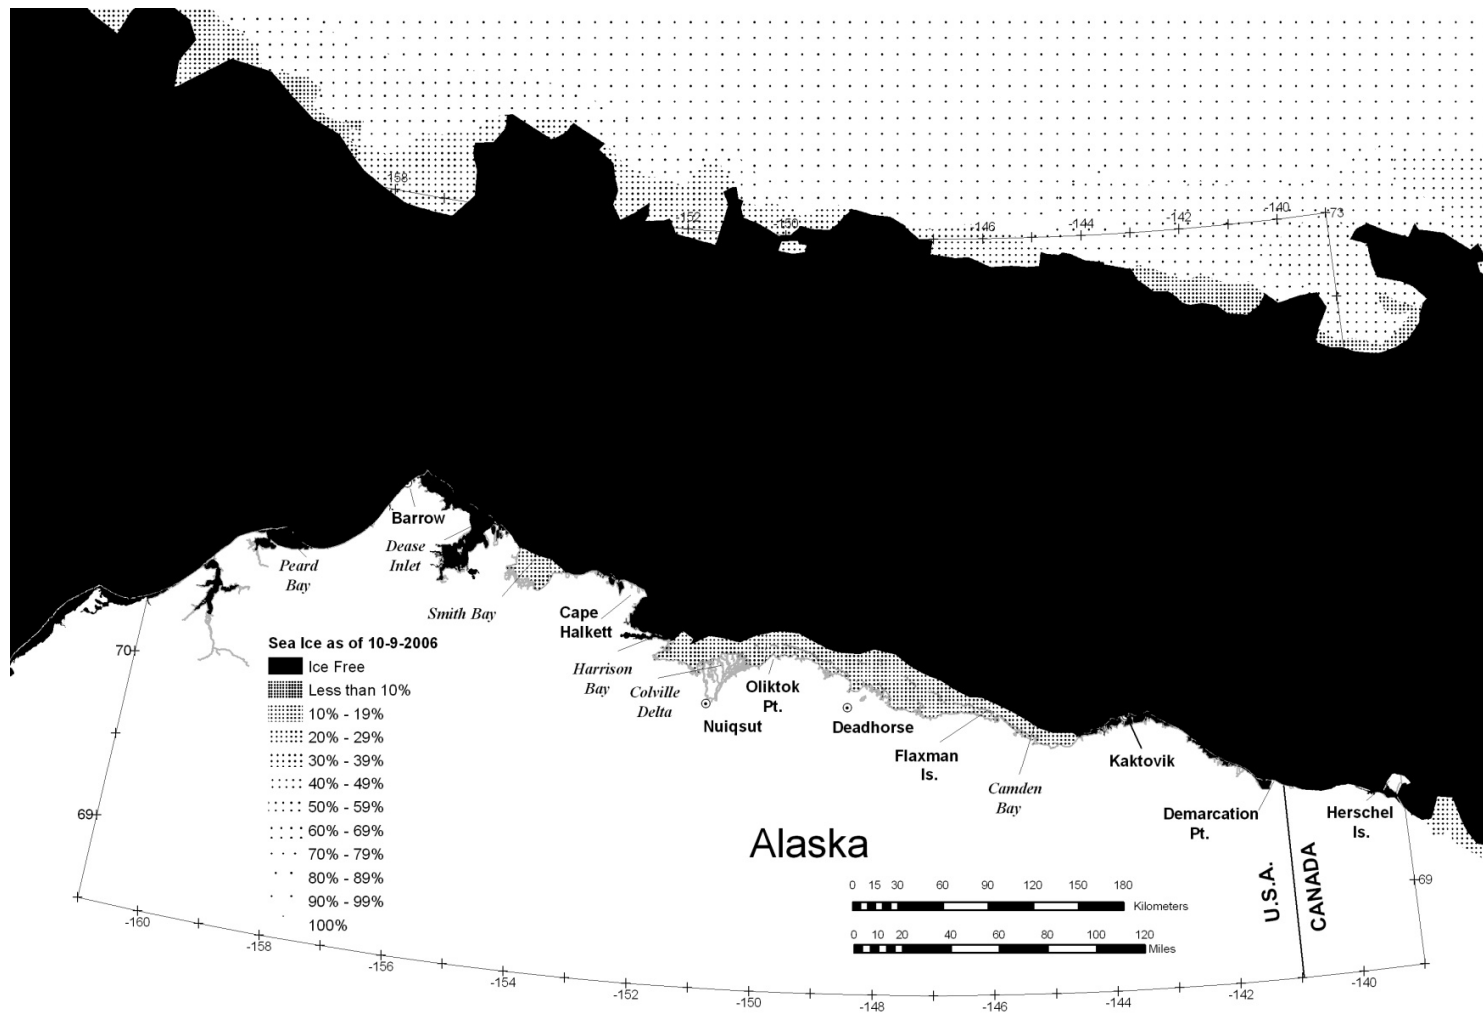 -158
-152
-150
-146
-144
-142
-140
-73
Barrow
Dease
Inlet
Peard
Bay
Smith Bay
Cape
Halkett
Harrison
Bay
Colville
Delta
Oliktok
Pt.
Nuiqsut
Deadhorse
Flaxman
Is.
Camden
Bay
Kaktovik
Demarcation
Pt.
Herschel
Is.
70
69
69
Sea Ice as of 10-9-2006
Ice Free
Less than 10%
10% - 19%
20% - 29%
30% - 39%
40% - 49%
50% - 59%
60% - 69%
70% - 79%
80% - 89%
90% - 99%
100%
Alaska
U.S.A.
CANADA
0 15 30 60 90 120 150 180
Kilometers
0 10 20 40 60 80 100 120
Miles
-160
-158
-156
-154
-152
-150
-148
-146
-144
-142
-140